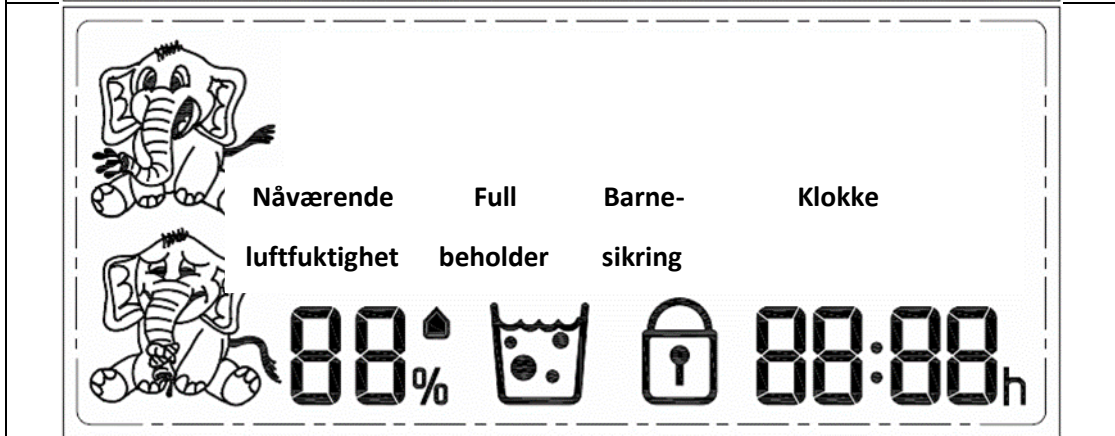 Nåværende Full Barne- Klokke
luftfuktighet beholder sikring
88% 88:88h